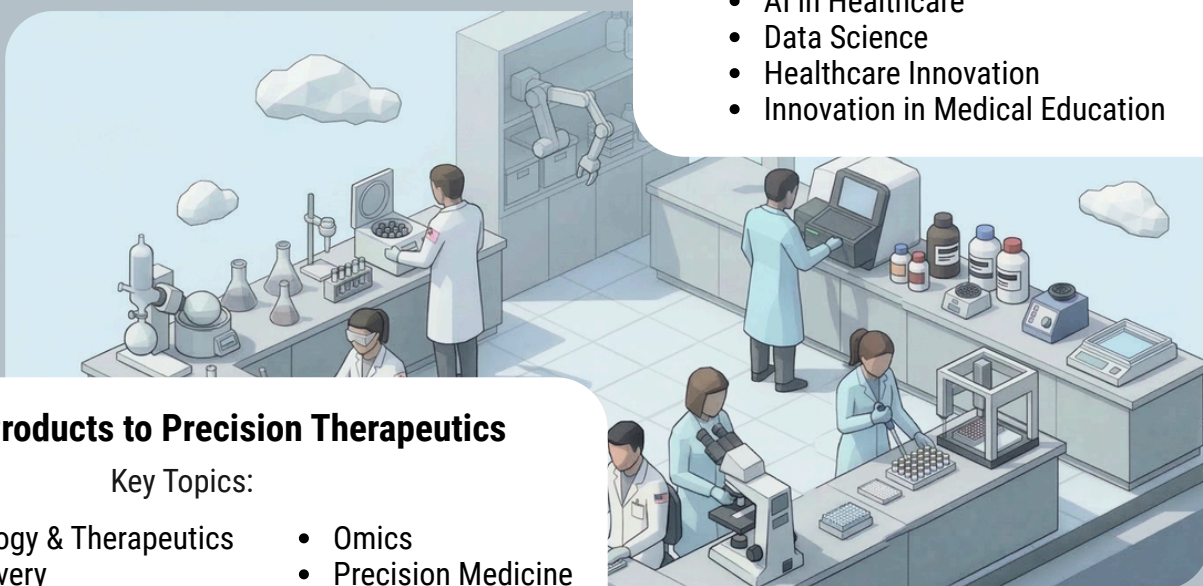 AI in Healthcare
• Data Science
• Healthcare Innovation
• Innovation in Medical Education
roducts to Precision Therapeutics
Key Topics:
ogy & Therapeutics
very
• Omics
• Precision Medicine